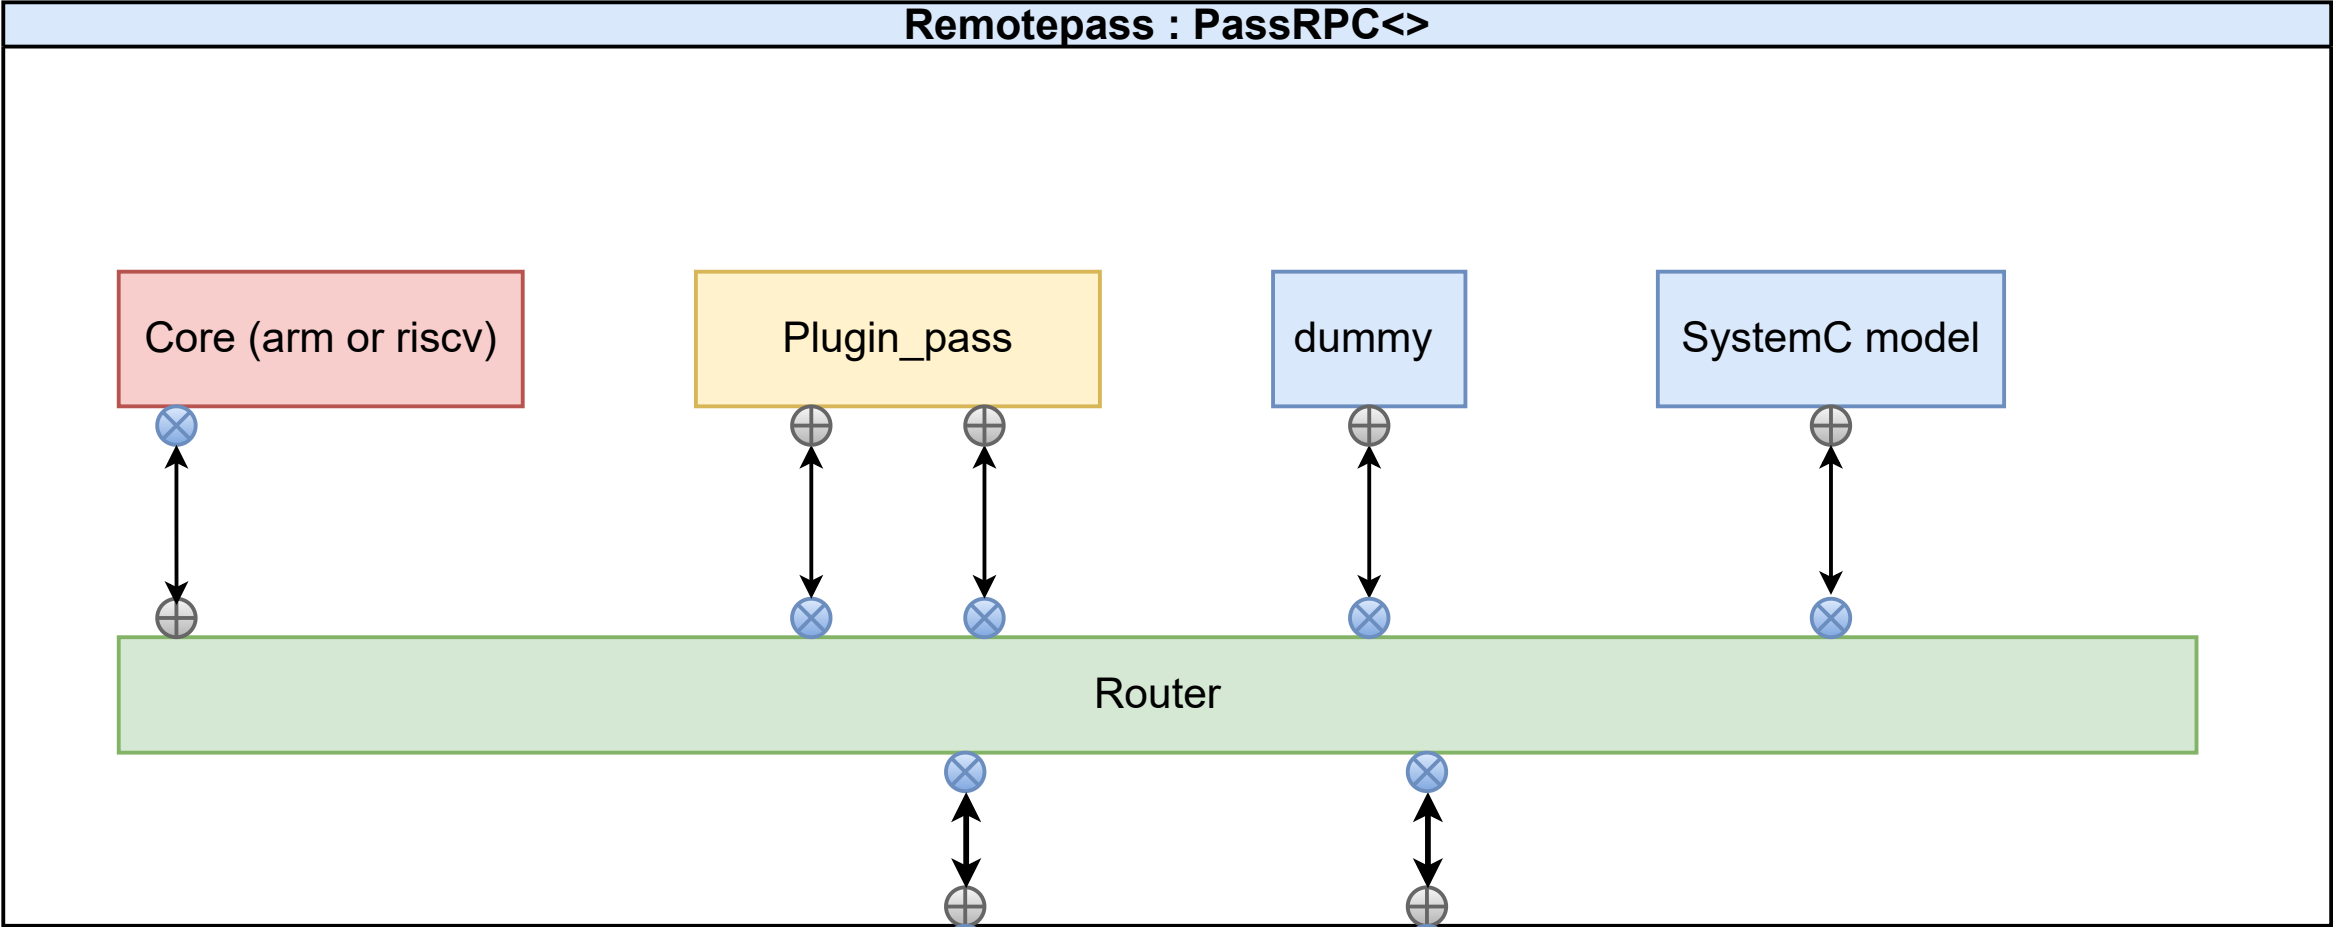 Remotepass : PassRPC<>
Core (arm or riscv)
Plugin_pass
dummy
SystemC model
Router